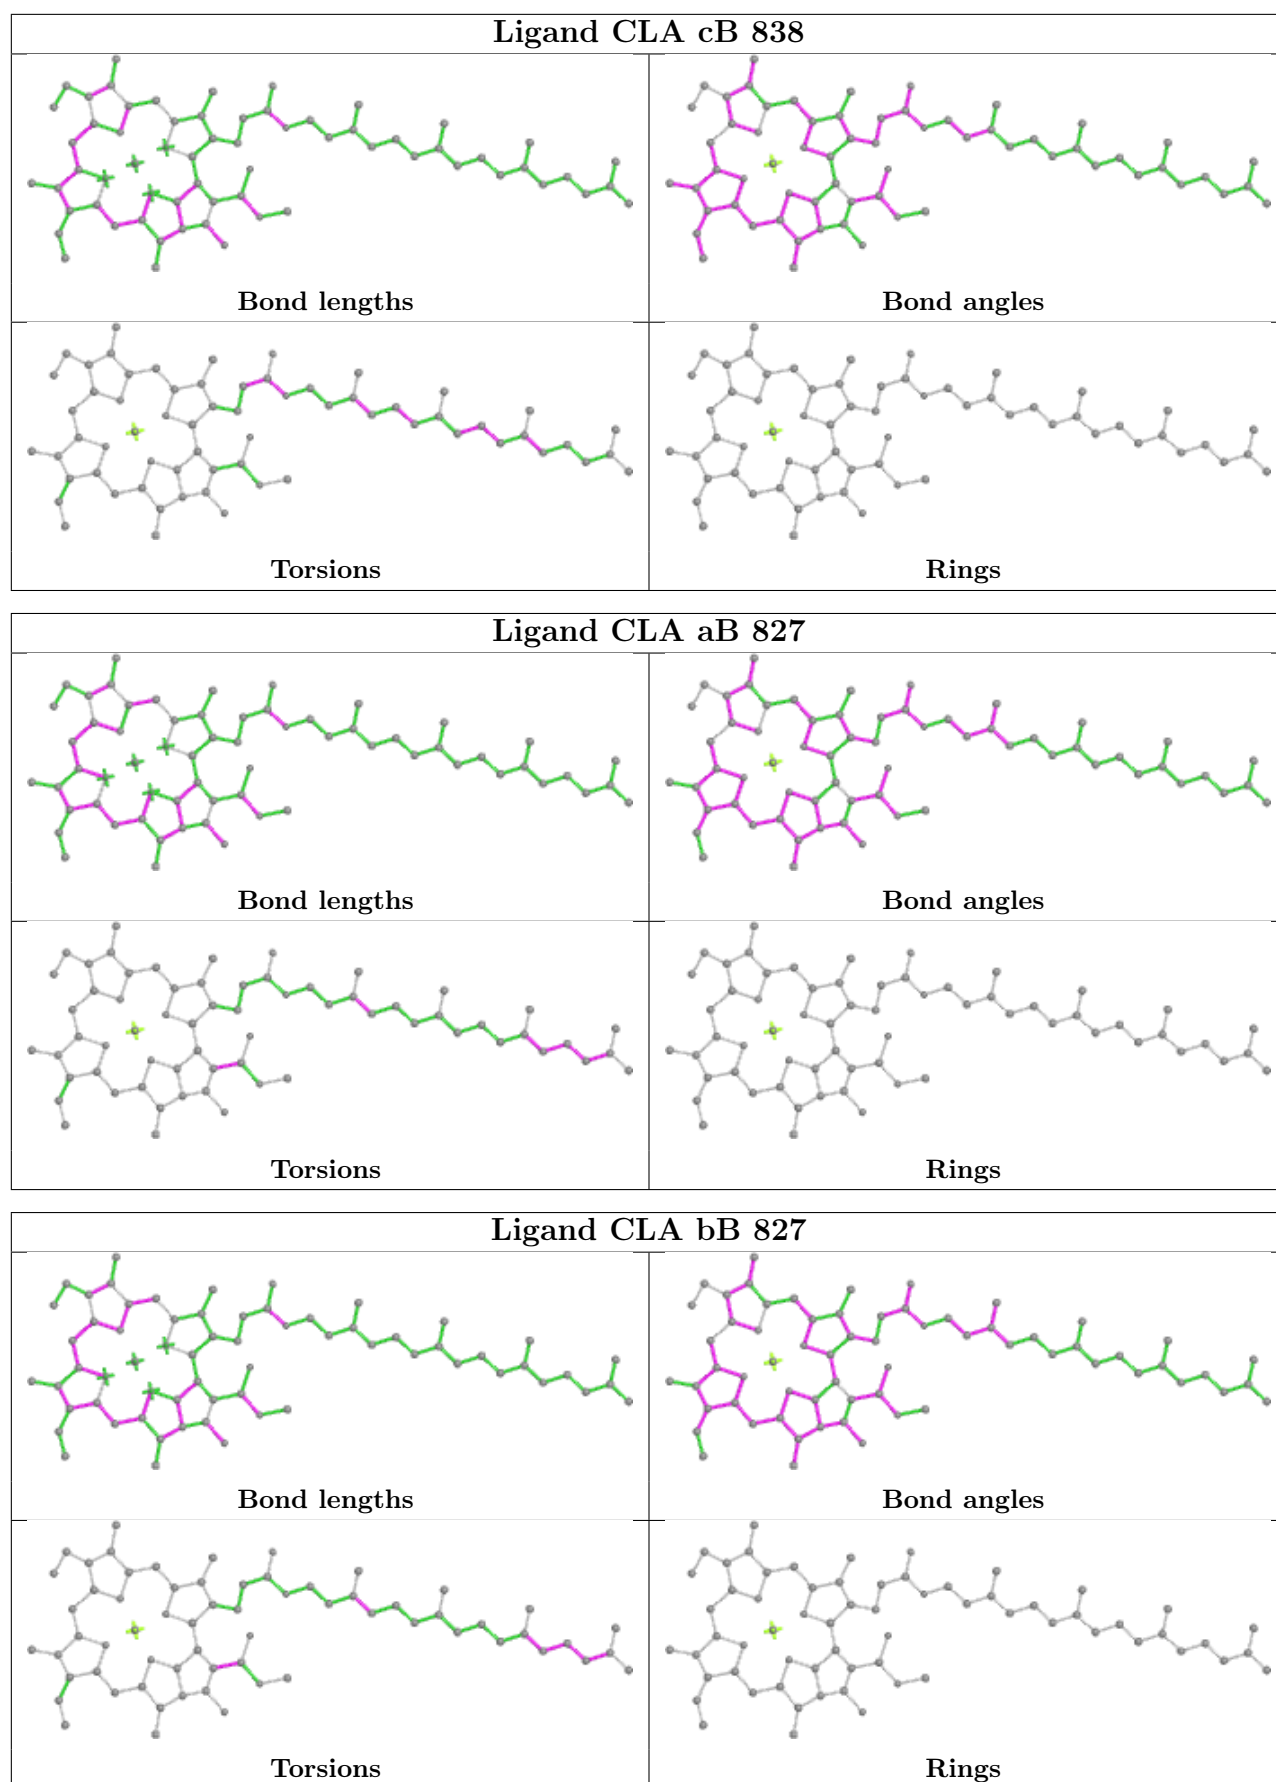 Ligand CLA cB 838
Bond lengths Bond angles
Torsions Rings
Ligand CLA aB 827
Bond lengths Bond angles
Torsions Rings
Ligand CLA bB 827
Bond lengths Bond angles
Torsions Rings